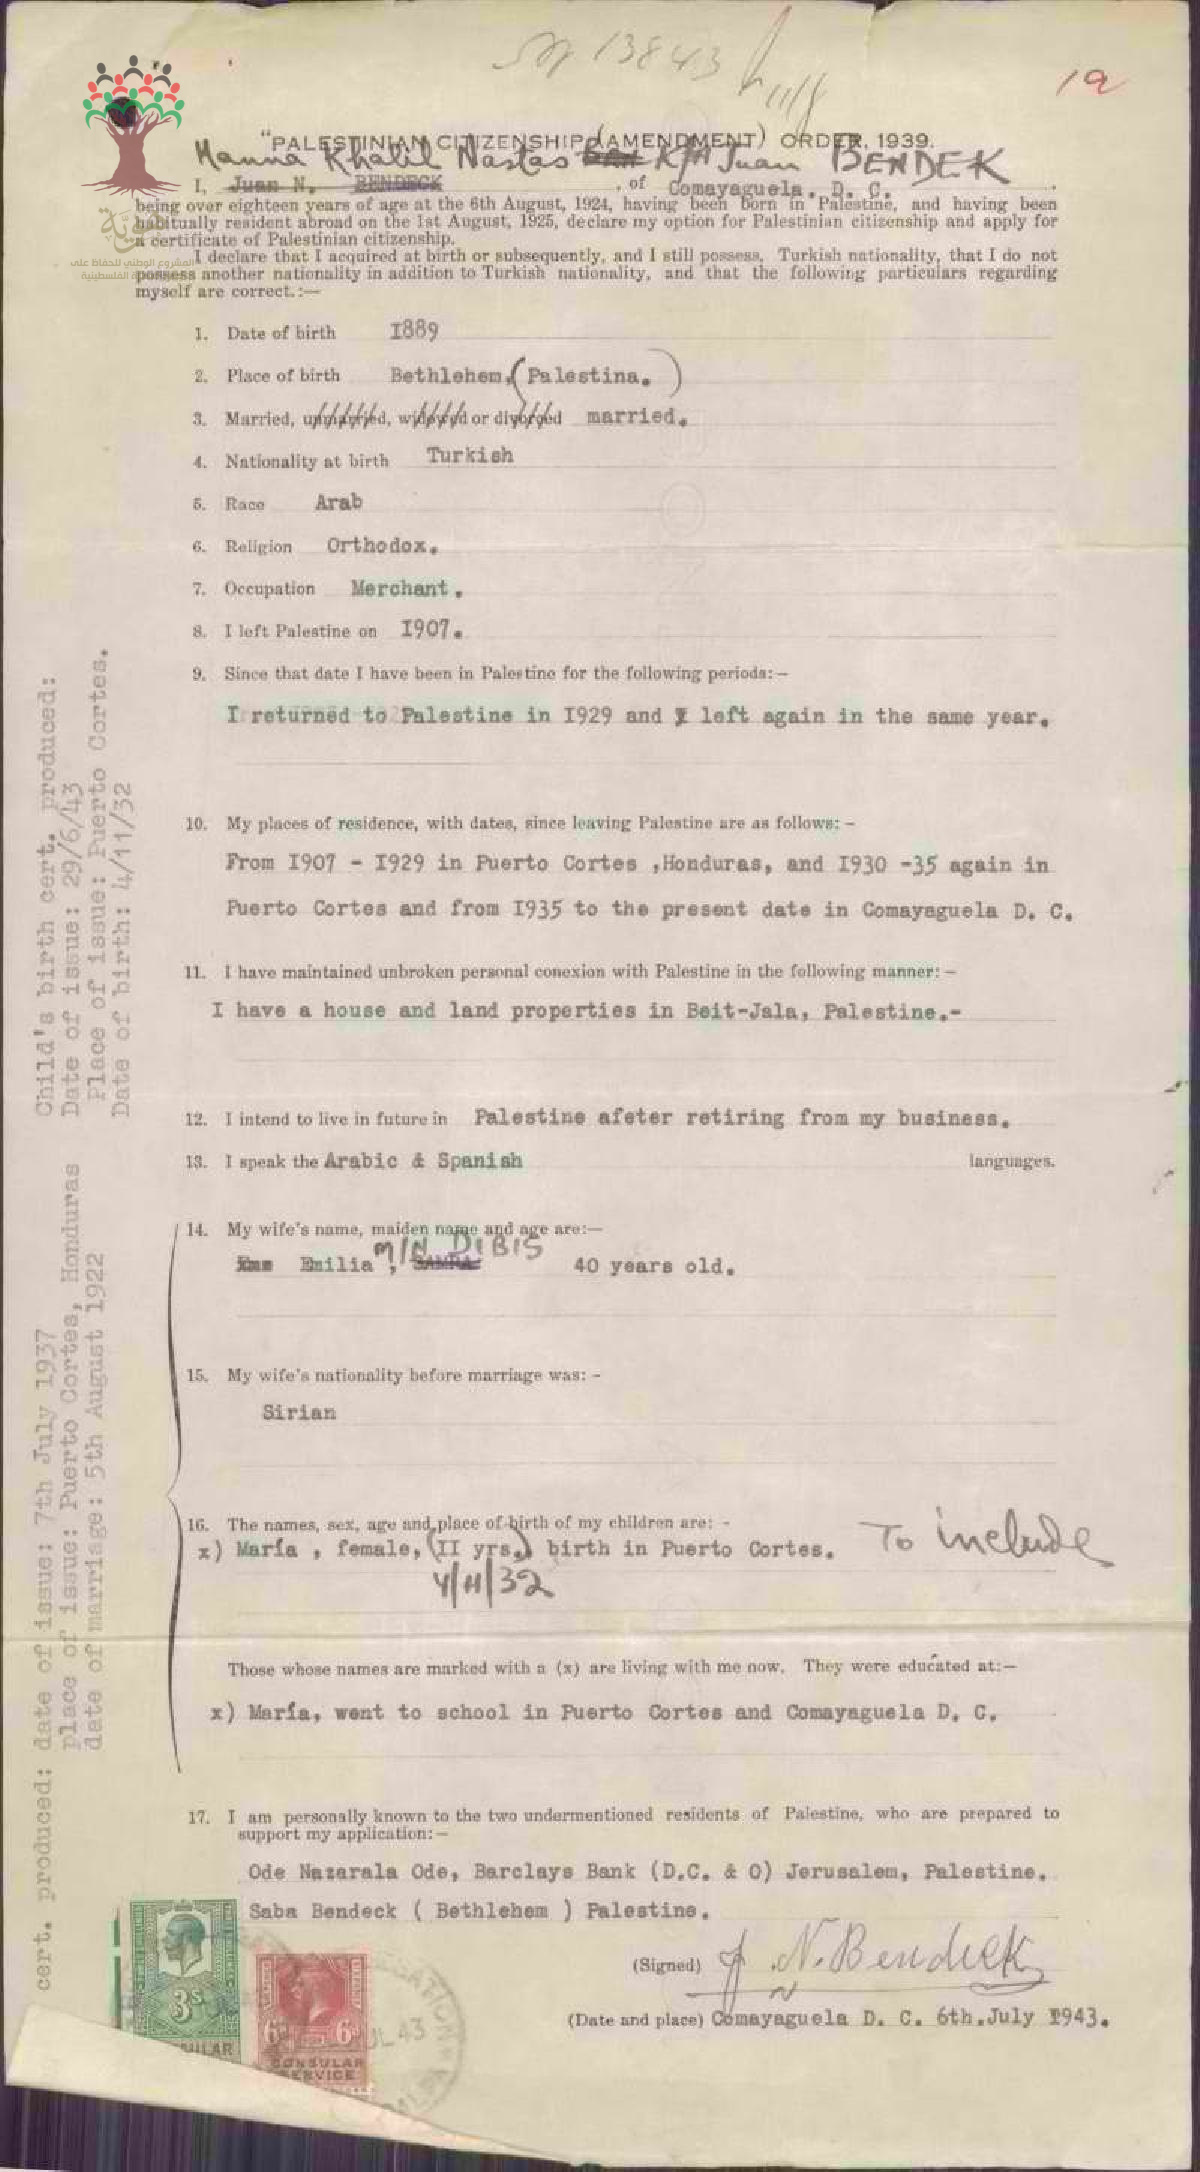 13843
19
"PALESTINIAN CITIZENSHIP (AMENDMENT) ORDER, 1939.
Hanna Khalil Nastas K/A Juan BENDEK
I, Juan N. BENDECK , of Comayaguela. D. C. .
being over eighteen years of age at the 6th August, 1924, having been born in Palestine, and having been
habitually resident abroad on the 1st August, 1925, declare my option for Palestinian citizenship and apply for
a certificate of Palestinian citizenship.
I declare that I acquired at birth or subsequently, and I still possess, Turkish nationality, that I do not
possess another nationality in addition to Turkish nationality, and that the following particulars regarding
myself are correct.:—
المشروع الوطني للحفاظ على
الفلسطينية
1. Date of birth I889
2. Place of birth Bethlehem, (Palestina. )
3. Married, unmarried, widowed or divorced married.
4. Nationality at birth Turkish
5. Race Arab
6. Religion Orthodox.
7. Occupation Merchant .
8. I left Palestine on I907.
9. Since that date I have been in Palestine for the following periods:—
I returned to Palestine in I929 and I left again in the same year.
10. My places of residence, with dates, since leaving Palestine are as follows: —
From I907 - I929 in Puerto Cortes ,Honduras, and I930 -35 again in
Puerto Cortes and from I935 to the present date in Comayaguela D. C.
11. I have maintained unbroken personal conexion with Palestine in the following manner: —
I have a house and land properties in Beit-Jala, Palestine.-
12. I intend to live in future in Palestine afeter retiring from my business.
13. I speak the Arabic & Spanish languages.
14. My wife's name, maiden name and age are:—
M/N DIBIS
Emilia , SAMRA 40 years old.
15. My wife's nationality before marriage was: -
Sirian
16. The names, sex, age and place of birth of my children are: -
x) María , female, (II yrs.) birth in Puerto Cortes. To include
4/11/32
Those whose names are marked with a (x) are living with me now. They were educated at:—
x) María, went to school in Puerto Cortes and Comayaguela D. C.
17. I am personally known to the two undermentioned residents of Palestine, who are prepared to
support my application:—
Ode Nazarala Ode, Barclays Bank (D.C. & O) Jerusalem, Palestine.
Saba Bendeck ( Bethlehem ) Palestine.
(Signed) J. N. Bendeck
(Date and place) Comayaguela D. C. 6th.July I943.
Child's birth cert. produced:
Date of issue: 29/6/43
Place of issue: Puerto Cortes.
Date of birth: 4/11/32
cert. produced: date of issue: 7th July 1937
place of issue: Puerto Cortes, Honduras
date of marriage: 5th August 1922
3s
6d 6d
CONSULAR
SERVICE
JUL 43